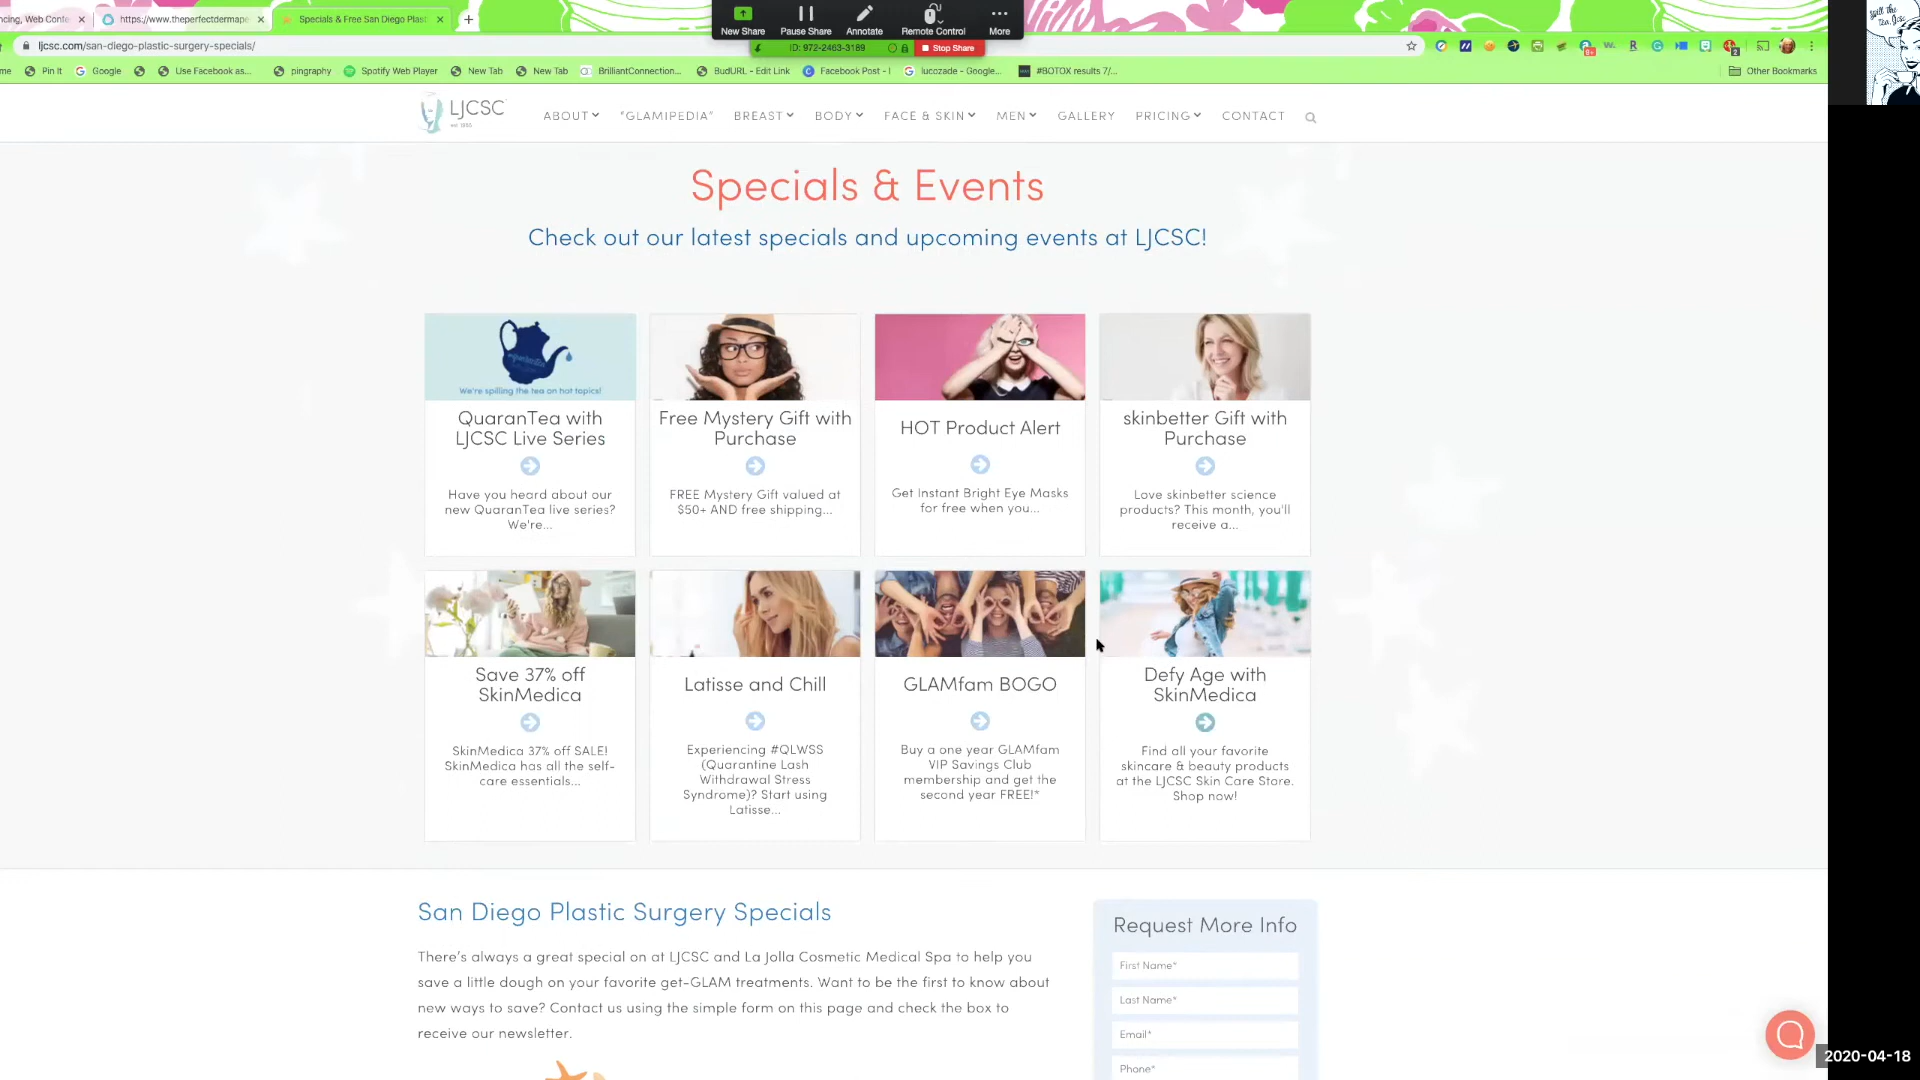 ncing, Web Conte
https://www.theperfectdermape
Specials & Free San Diego Plast
New Share
Pause Share
Annotate
Remote Control
More
ID: 972-2463-3189
Stop Share
ljcsc.com/san-diego-plastic-surgery-specials/
me
Pin It
Google
Use Facebook as...
pingraphy
Spotify Web Player
New Tab
New Tab
BrilliantConnection...
BudURL - Edit Link
Facebook Post - I
lucozade - Google...
#BOTOX results 7/...
Other Bookmarks
LJCSC
ABOUT
"GLAMIPEDIA"
BREAST
BODY
FACE & SKIN
MEN
GALLERY
PRICING
CONTACT
Specials & Events
Check out our latest specials and upcoming events at LJCSC!
We're spilling the tea on hot topics!
QuaranTea with
LJCSC Live Series
Have you heard about our
new QuaranTea live series?
We're...
Free Mystery Gift with
Purchase
FREE Mystery Gift valued at
$50+ AND free shipping...
HOT Product Alert
Get Instant Bright Eye Masks
for free when you...
skinbetter Gift with
Purchase
Love skinbetter science
products? This month, you'll
receive a...
Save 37% off
SkinMedica
SkinMedica 37% off SALE!
SkinMedica has all the self-
care essentials...
Latisse and Chill
Experiencing #QLWSS
(Quarantine Lash
Withdrawal Stress
Syndrome)? Start using
Latisse...
GLAMfam BOGO
Buy a one year GLAMfam
VIP Savings Club
membership and get the
second year FREE!*
Defy Age with
SkinMedica
Find all your favorite
skincare & beauty products
at the LJCSC Skin Care Store.
Shop now!
San Diego Plastic Surgery Specials
There's always a great special on at LJCSC and La Jolla Cosmetic Medical Spa to help you
save a little dough on your favorite get-GLAM treatments. Want to be the first to know about
new ways to save? Contact us using the simple form on this page and check the box to
receive our newsletter.
Request More Info
First Name*
Last Name*
Email*
Phone*
2020-04-18